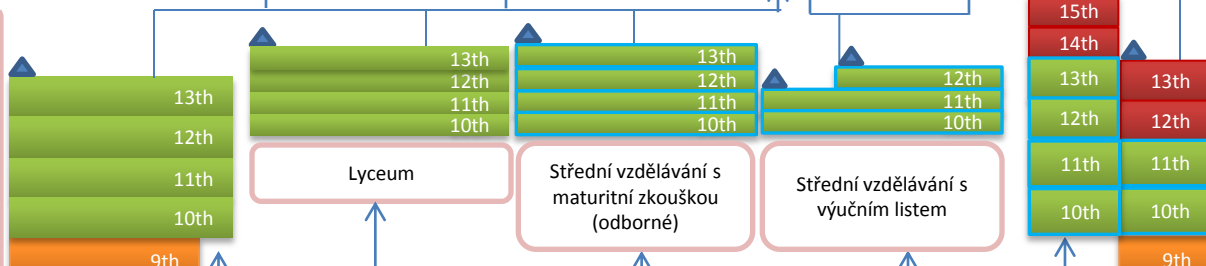 13th
12th
11th
10th
9th
13th
12th
11th
10th
Lyceum
13th
12th
11th
10th
Střední vzdělávání s
maturitní zkouškou
(odborné)
12th
11th
10th
Střední vzdělávání s
výučním listem
15th
14th
13th
12th
11th
10th
13th
12th
11th
10th
9th